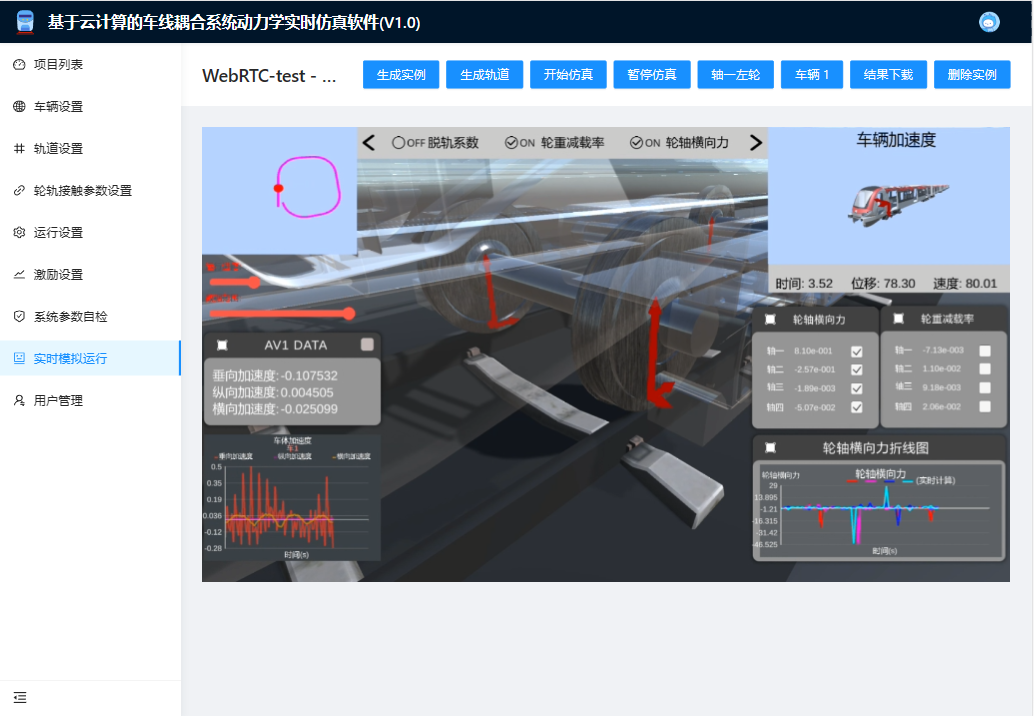 基于云计算的车线耦合系统动力学实时仿真软件(V1.0)
项目列表
车辆设置
轨道设置
轮轨接触参数设置
运行设置
激励设置
系统参数自检
实时模拟运行
用户管理
WebRTC-test - ...
生成实例 生成轨道 开始仿真 暂停仿真 轴一左轮 车辆 1 结果下载 删除实例
OFF 脱轨系数 ON 轮重减载率 ON 轮轴横向力
车辆加速度
时间: 3.52 位移: 78.30 速度: 80.01
AV1 DATA
垂向加速度: -0.107532
纵向加速度: 0.004505
横向加速度: -0.025099
车体加速度
车1
垂向加速度 纵向加速度 横向加速度
0.5
0.35
0.19
0.036
-0.12
-0.28
时间(s)
轮轴横向力
轴一 8.10e-001
轴二 -2.57e-001
轴三 -1.89e-003
轴四 -5.07e-002
轮重减载率
轴一 -7.13e-003
轴二 1.10e-002
轴三 9.18e-003
轴四 2.06e-002
轮轴横向力折线图
轮轴横向力
轮轴横向力
(实时计算)
29
13.895
-1.21
-16.315
-31.42
-46.525
时间(s)